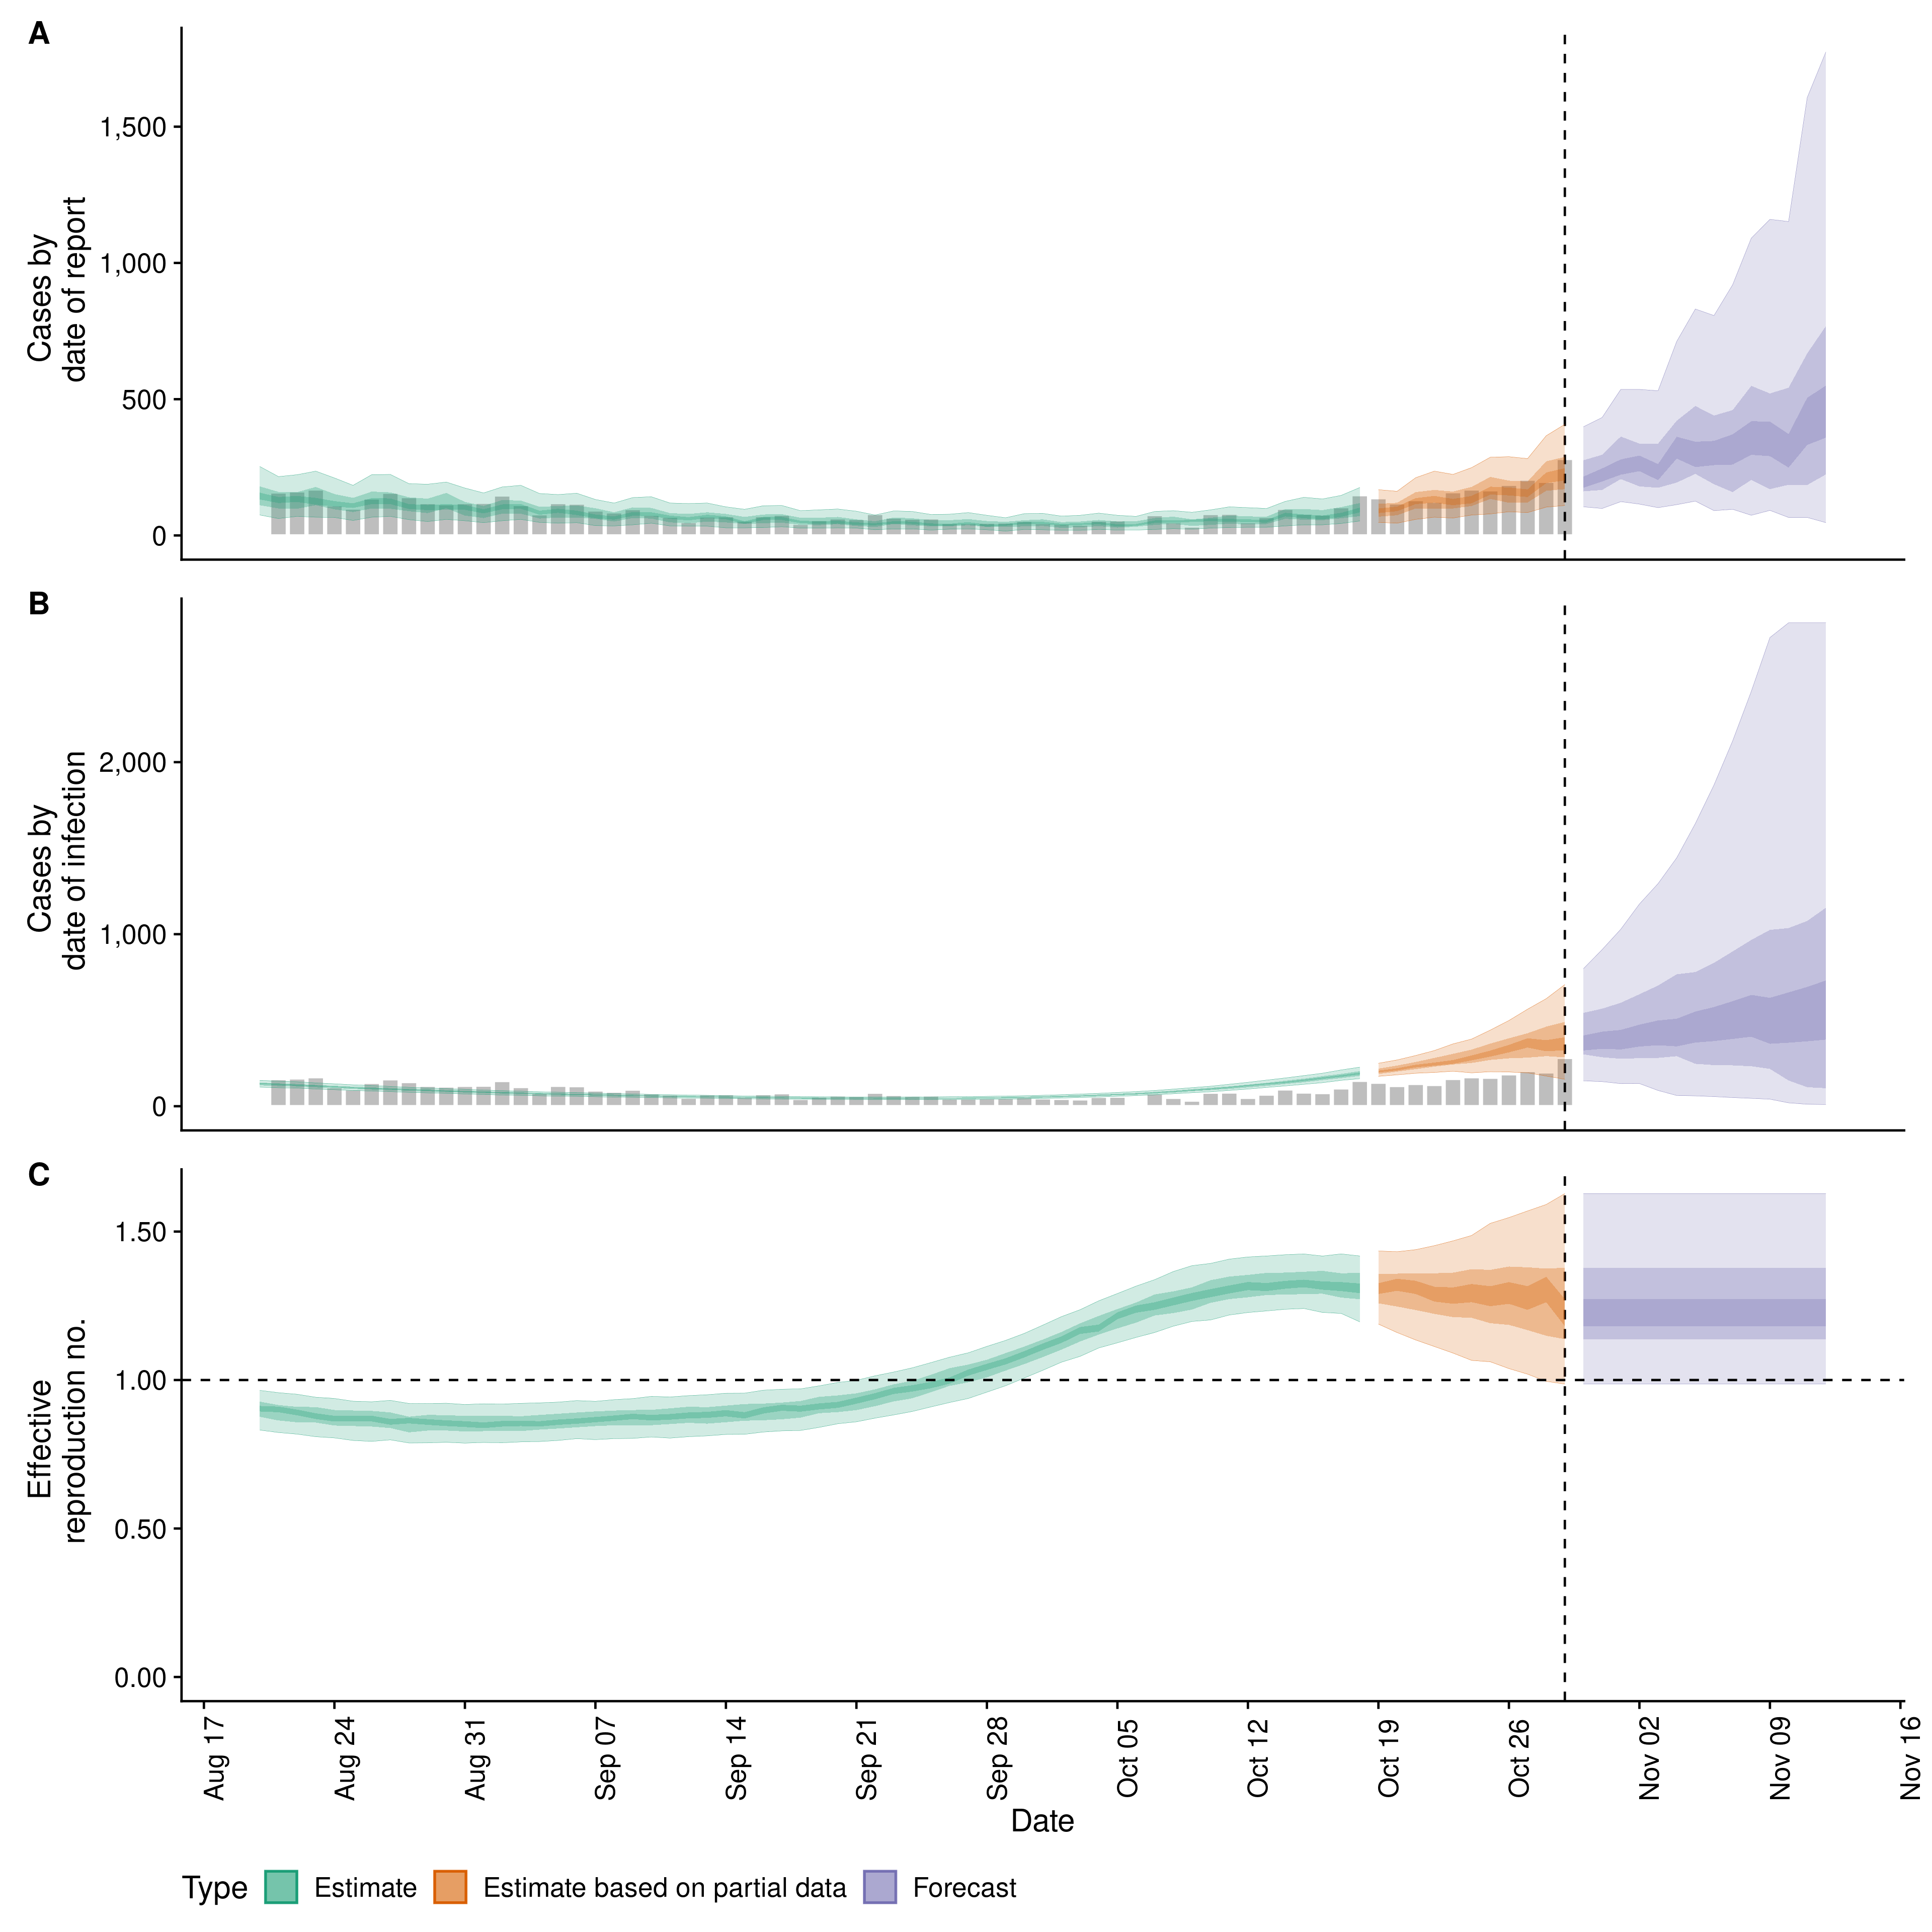 A
Cases by
date of report
1,500
1,000
500
0
B
Cases by
date of infection
2,000
1,000
0
C
Effective
reproduction no.
1.50
1.00
0.50
0.00
Aug 17
Aug 24
Aug 31
Sep 07
Sep 14
Sep 21
Sep 28
Oct 05
Oct 12
Oct 19
Oct 26
Nov 02
Nov 09
Nov 16
Date
Type Estimate Estimate based on partial data Forecast